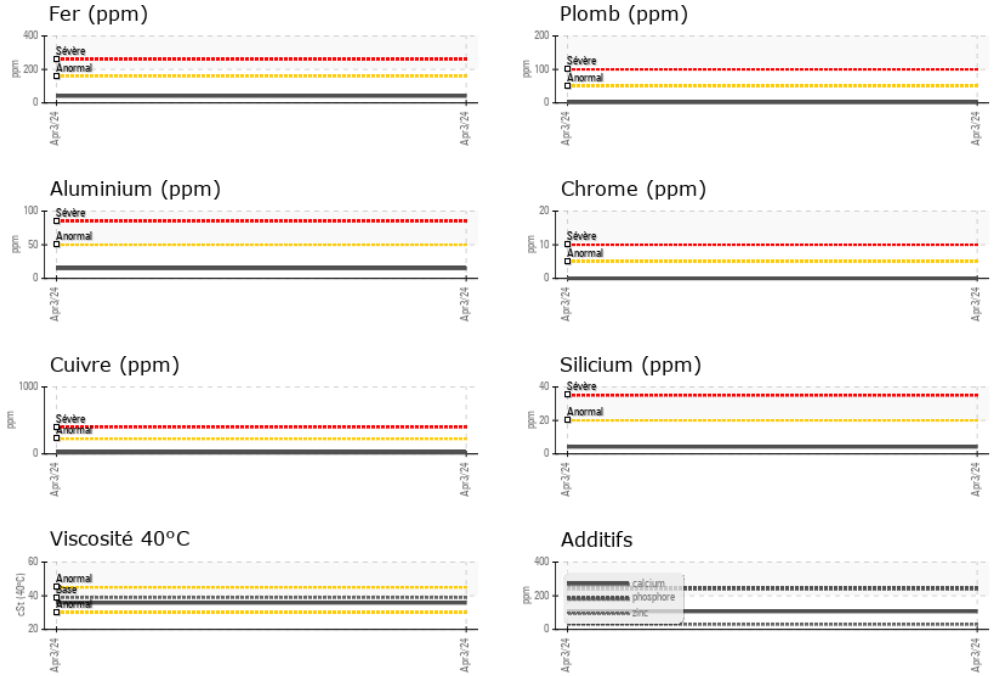 Fer (ppm)
400
200
0
ppm
Sévère
Anormal
Apr3/24
Apr3/24
Plomb (ppm)
200
100
0
ppm
Sévère
Anormal
Apr3/24
Apr3/24
Aluminium (ppm)
100
50
0
ppm
Sévère
Anormal
Apr3/24
Apr3/24
Chrome (ppm)
20
10
0
ppm
Sévère
Anormal
Apr3/24
Apr3/24
Cuivre (ppm)
1000
0
ppm
Sévère
Anormal
Apr3/24
Apr3/24
Silicium (ppm)
40
20
0
ppm
Sévère
Anormal
Apr3/24
Apr3/24
Viscosité 40°C
60
40
20
cSt (40°C)
Anormal
Base
Anormal
Apr3/24
Apr3/24
Additifs
400
200
0
ppm
calcium
phosphore
zinc
Apr3/24
Apr3/24